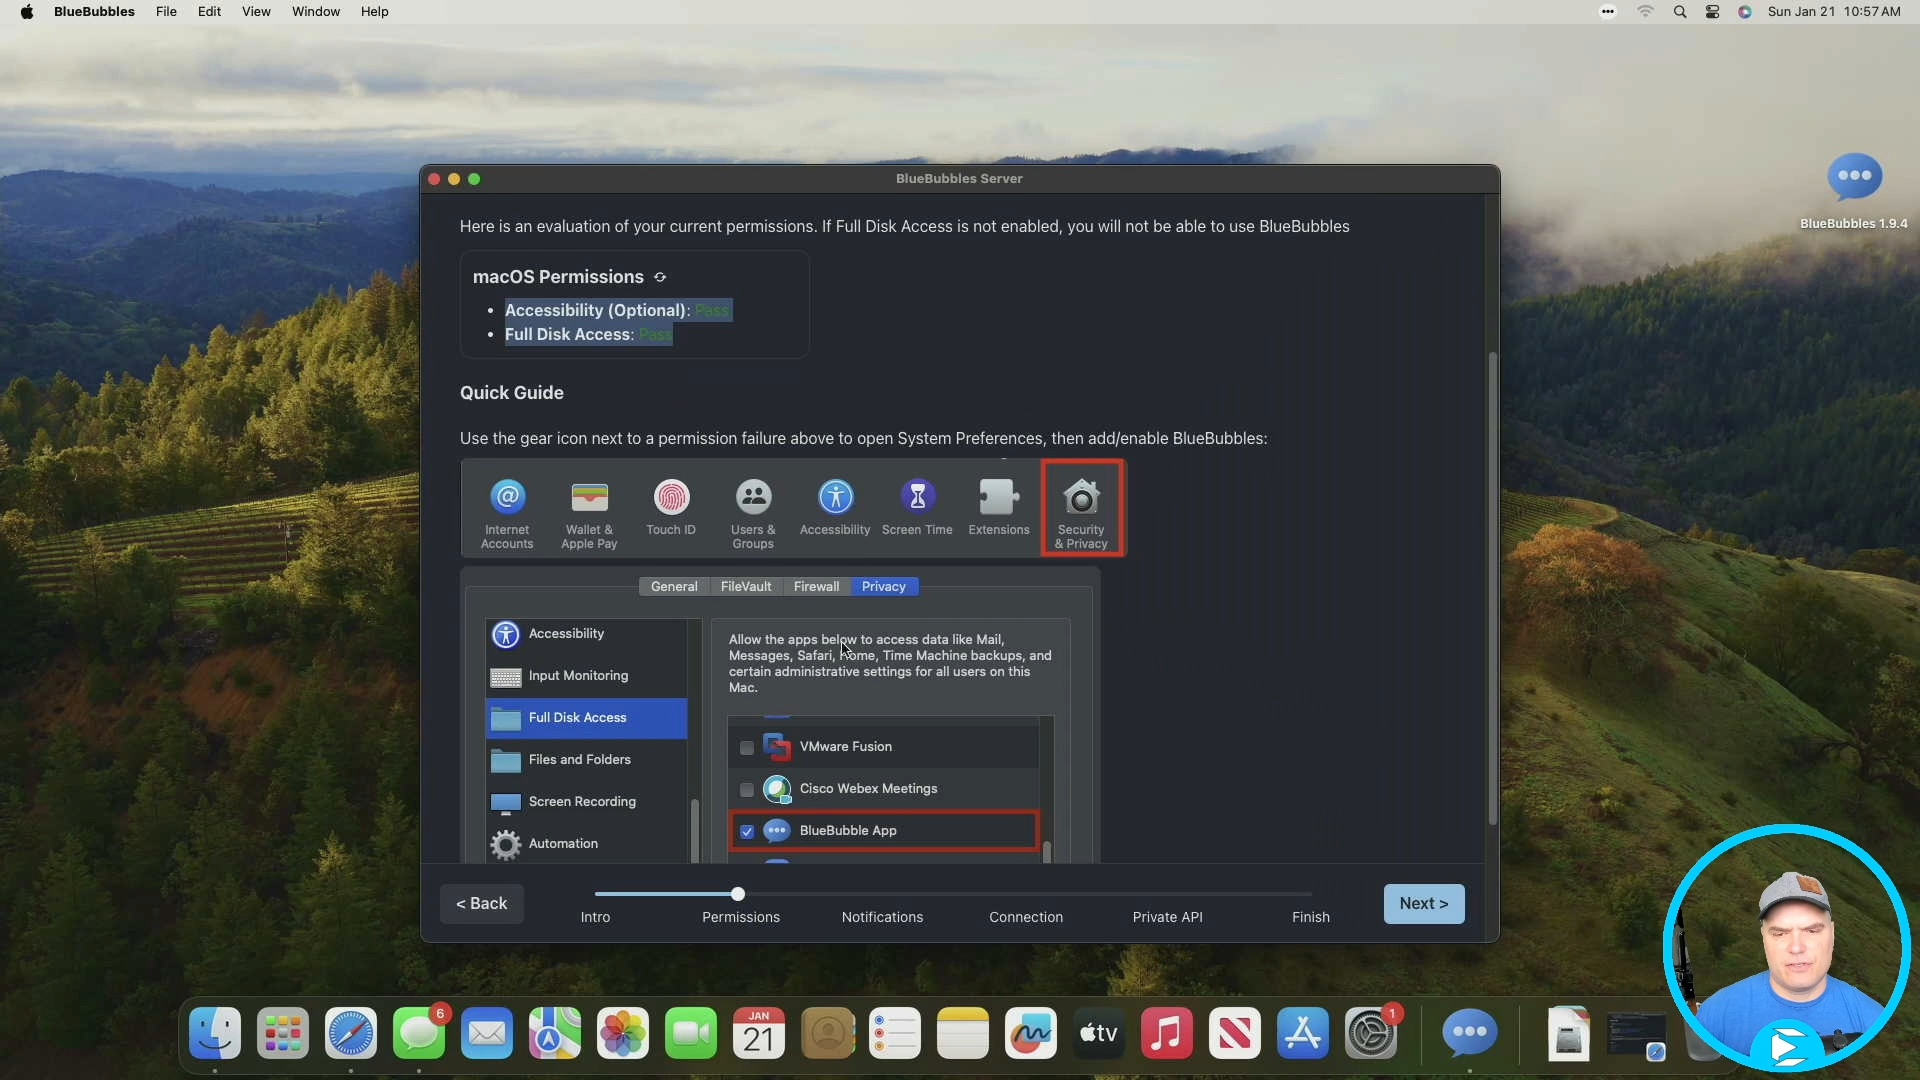 BlueBubbles File Edit View Window Help
Sun Jan 21 10:57 AM
BlueBubbles 1.9.4
BlueBubbles Server
Here is an evaluation of your current permissions. If Full Disk Access is not enabled, you will not be able to use BlueBubbles
macOS Permissions
Accessibility (Optional): Pass
Full Disk Access: Pass
Quick Guide
Use the gear icon next to a permission failure above to open System Preferences, then add/enable BlueBubbles:
Internet
Accounts
Wallet &
Apple Pay
Touch ID
Users &
Groups
Accessibility
Screen Time
Extensions
Security
& Privacy
General FileVault Firewall Privacy
Accessibility
Input Monitoring
Full Disk Access
Files and Folders
Screen Recording
Automation
Allow the apps below to access data like Mail,
Messages, Safari, Home, Time Machine backups, and
certain administrative settings for all users on this
Mac.
VMware Fusion
Cisco Webex Meetings
BlueBubble App
< Back
Intro Permissions Notifications Connection Private API Finish
Next >
6
JAN
21
tv
1